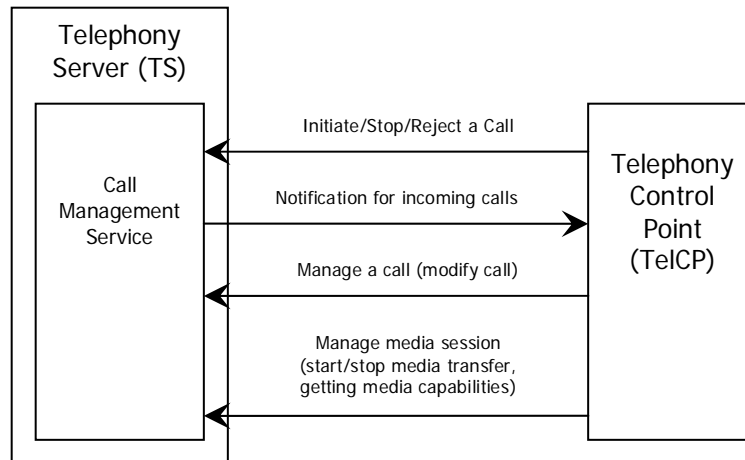 Telephony
Server (TS)
Call
Management
Service
Initiate/Stop/Reject a Call
Notification for incoming calls
Manage a call (modify call)
Manage media session
(start/stop media transfer,
getting media capabilities)
Telephony
Control
Point
(TelCP)